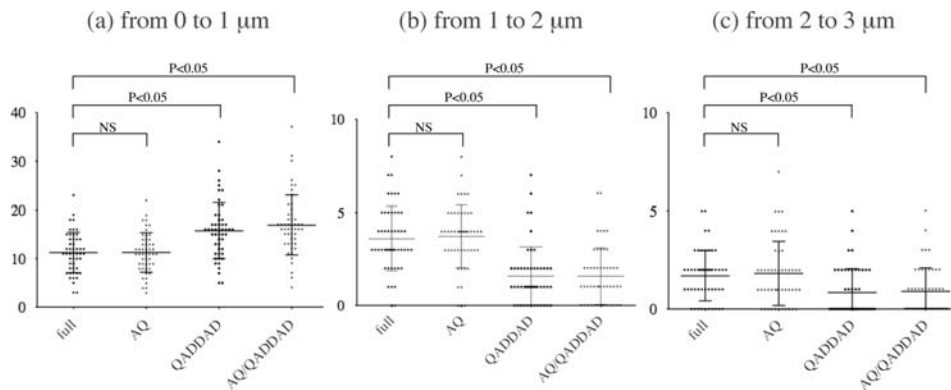 (a) from 0 to 1 μm
P<0.05
P<0.05
NS
40
30
20
10
0
full
AQ
QADDAD
AQ/QADDAD
(b) from 1 to 2 μm
P<0.05
P<0.05
NS
10
5
0
full
AQ
QADDAD
AQ/QADDAD
(c) from 2 to 3 μm
P<0.05
P<0.05
NS
10
5
0
full
AQ
QADDAD
AQ/QADDAD